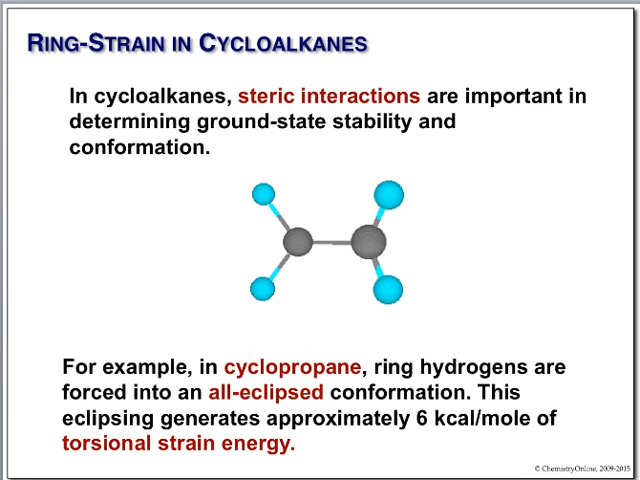 RING-STRAIN IN CYCLOALKANES
In cycloalkanes, steric interactions are important in
determining ground-state stability and
conformation.
For example, in cyclopropane, ring hydrogens are
forced into an all-eclipsed conformation. This
eclipsing generates approximately 6 kcal/mole of
torsional strain energy.
© ChemistryOnline, 2009-2015